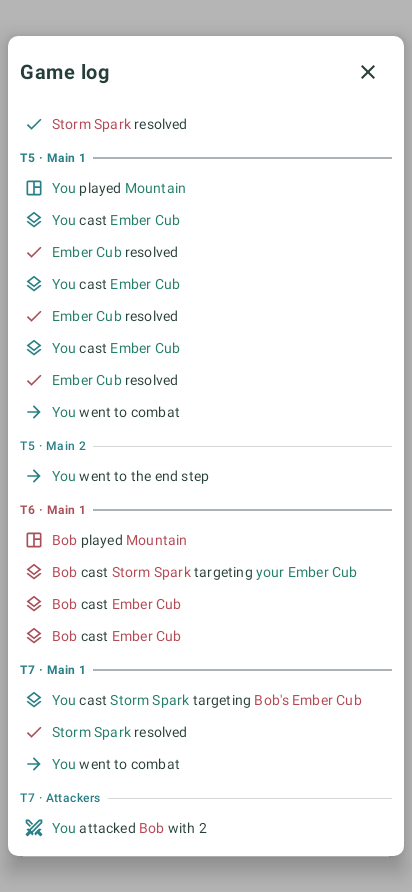 Game log
Storm Spark resolved
T5 · Main 1
You played Mountain
You cast Ember Cub
Ember Cub resolved
You cast Ember Cub
Ember Cub resolved
You cast Ember Cub
Ember Cub resolved
You went to combat
T5 · Main 2
You went to the end step
T6 · Main 1
Bob played Mountain
Bob cast Storm Spark targeting your Ember Cub
Bob cast Ember Cub
Bob cast Ember Cub
T7 · Main 1
You cast Storm Spark targeting Bob's Ember Cub
Storm Spark resolved
You went to combat
T7 · Attackers
You attacked Bob with 2